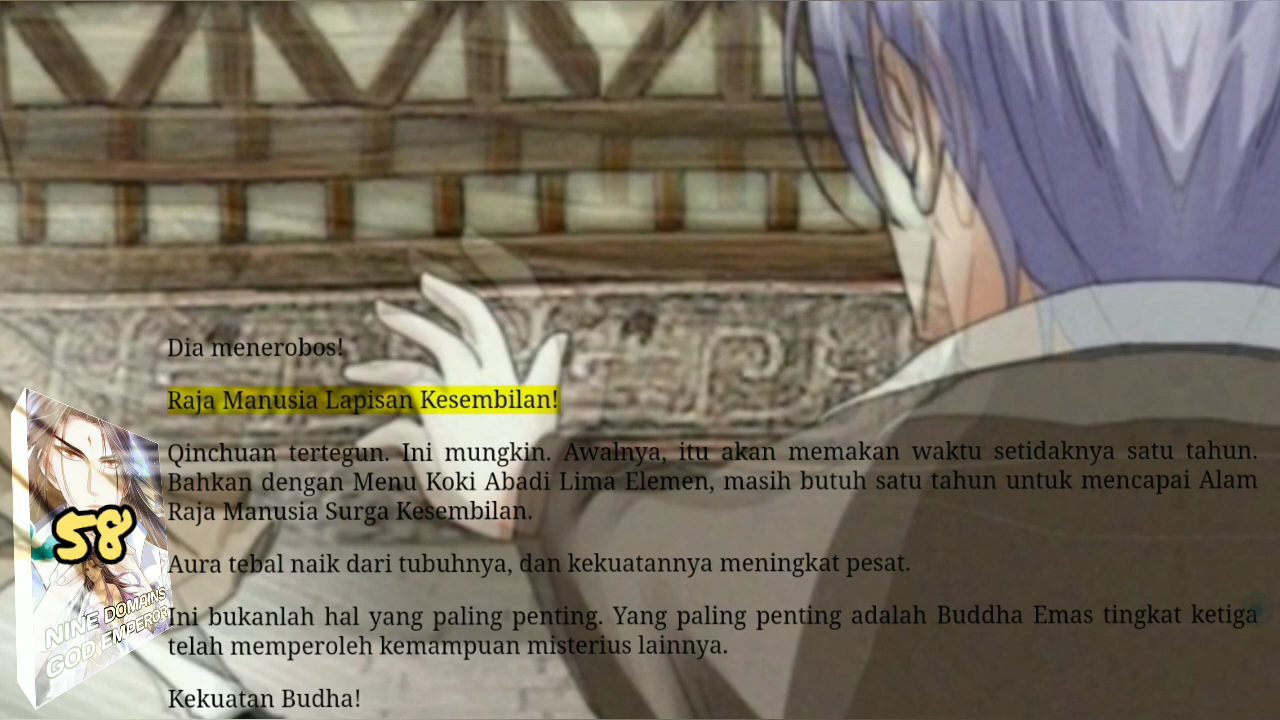 Dia menerobos!
Raja Manusia Lapisan Kesembilan!
Qinchuan tertegun. Ini mungkin. Awalnya, itu akan memakan waktu setidaknya satu tahun.
Bahkan dengan Menu Koki Abadi Lima Elemen, masih butuh satu tahun untuk mencapai Alam
Raja Manusia Surga Kesembilan.
Aura tebal naik dari tubuhnya, dan kekuatannya meningkat pesat.
Ini bukanlah hal yang paling penting. Yang paling penting adalah Buddha Emas tingkat ketiga
telah memperoleh kemampuan misterius lainnya.
Kekuatan Budha!
58
NINE DOMAINS
GOD EMPEROR